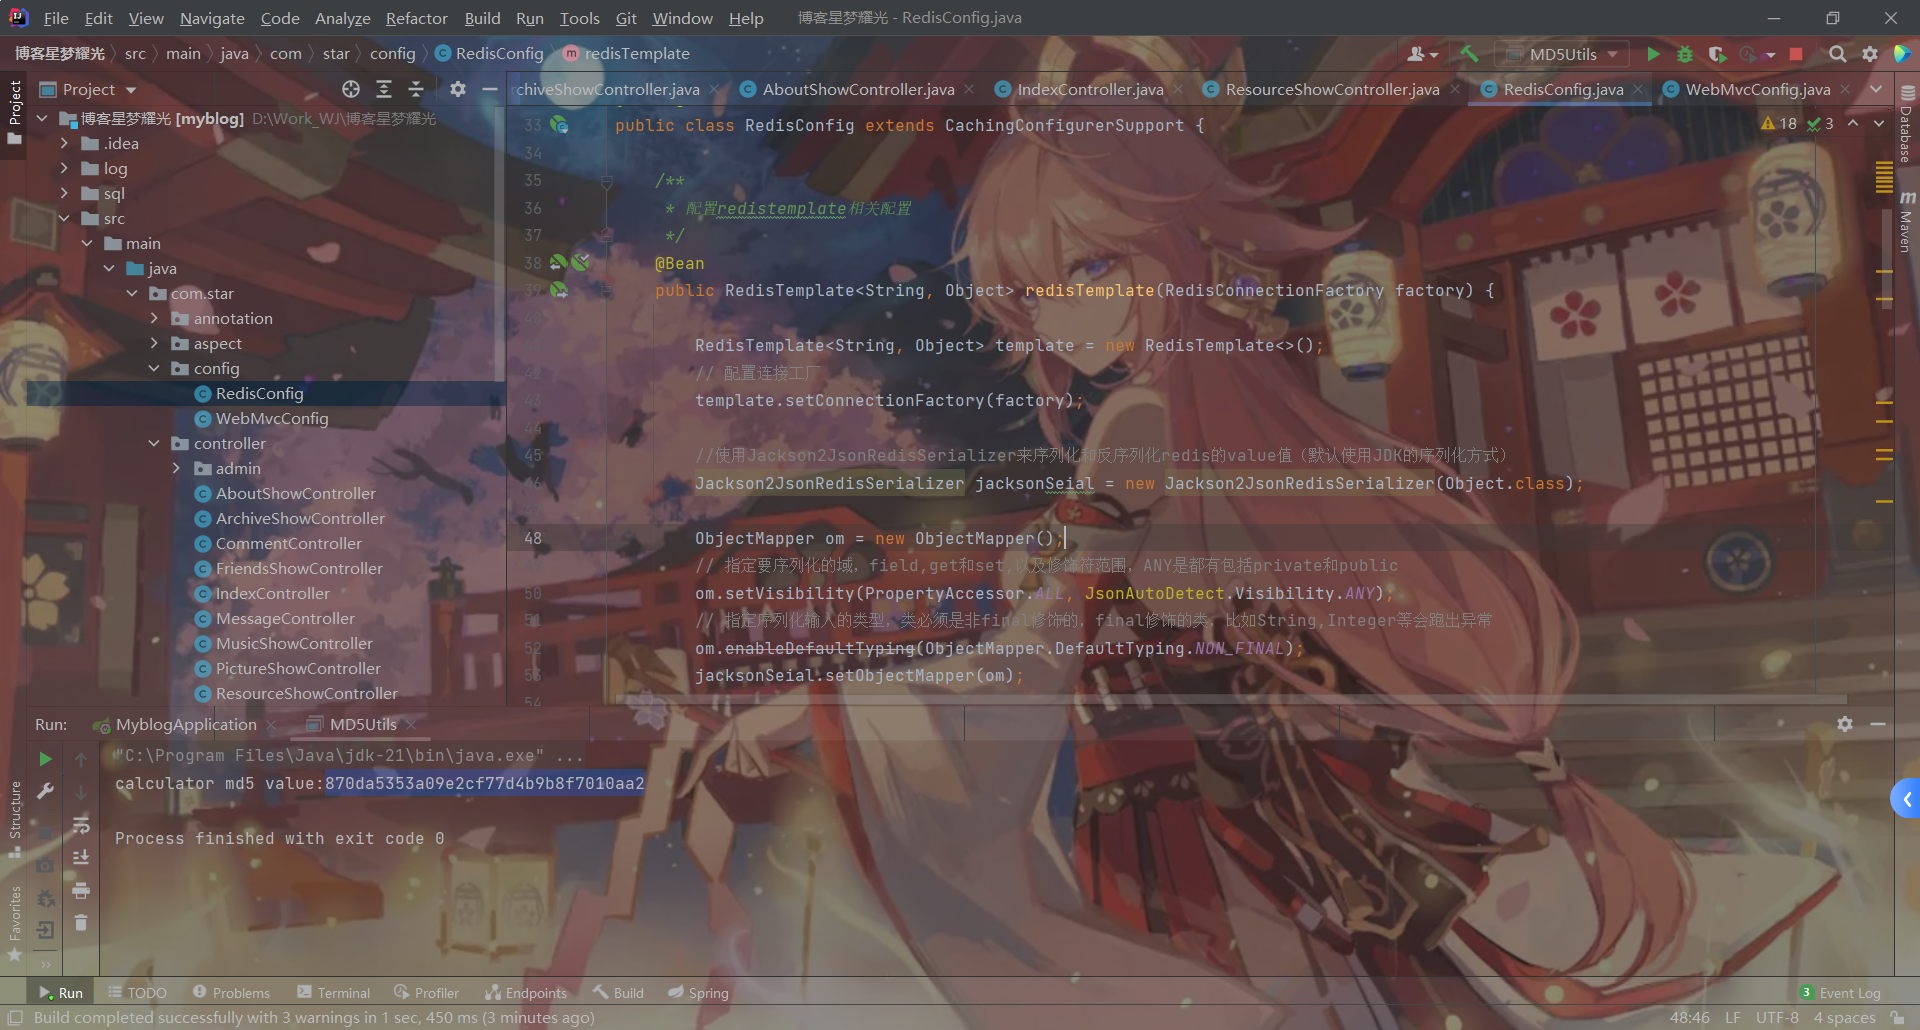 File Edit View Navigate Code Analyze Refactor Build Run Tools Git Window Help 博客星梦耀光 - RedisConfig.java
博客星梦耀光 src main java com star config RedisConfig redisTemplate MD5Utils
Project
chiveShowController.java AboutShowController.java IndexController.java ResourceShowController.java RedisConfig.java WebMvcConfig.java
博客星梦耀光 [myblog] D:\Work_WJ\博客星梦耀光
.idea
log
sql
src
main
java
com.star
annotation
aspect
config
RedisConfig
WebMvcConfig
controller
admin
AboutShowController
ArchiveShowController
CommentController
FriendsShowController
IndexController
MessageController
MusicShowController
PictureShowController
ResourceShowController
Project
Structure
Favorites
18 3
33 public class RedisConfig extends CachingConfigurerSupport {
34
35 /**
36 * 配置redistemplate相关配置
37 */
38 @Bean
39 public RedisTemplate<String, Object> redisTemplate(RedisConnectionFactory factory) {
40
41 RedisTemplate<String, Object> template = new RedisTemplate<>();
42 // 配置连接工厂
43 template.setConnectionFactory(factory);
44
45 //使用Jackson2JsonRedisSerializer来序列化和反序列化redis的value值（默认使用JDK的序列化方式）
46 Jackson2JsonRedisSerializer jacksonSeial = new Jackson2JsonRedisSerializer(Object.class);
48 ObjectMapper om = new ObjectMapper();
// 指定要序列化的域，field,get和set,以及修饰符范围，ANY是都有包括private和public
50 om.setVisibility(PropertyAccessor.ALL, JsonAutoDetect.Visibility.ANY);
51 // 指定序列化输入的类型，类必须是非final修饰的，final修饰的类，比如String,Integer等会跑出异常
52 om.enableDefaultTyping(ObjectMapper.DefaultTyping.NON_FINAL);
53 jacksonSeial.setObjectMapper(om);
54
Database
Maven
Run: MyblogApplication MD5Utils
"C:\Program Files\Java\jdk-21\bin\java.exe" ...
calculator md5 value:870da5353a09e2cf77d4b9b8f7010aa2
Process finished with exit code 0
Run TODO Problems Terminal Profiler Endpoints Build Spring 3 Event Log
Build completed successfully with 3 warnings in 1 sec, 450 ms (3 minutes ago) 48:46 LF UTF-8 4 spaces